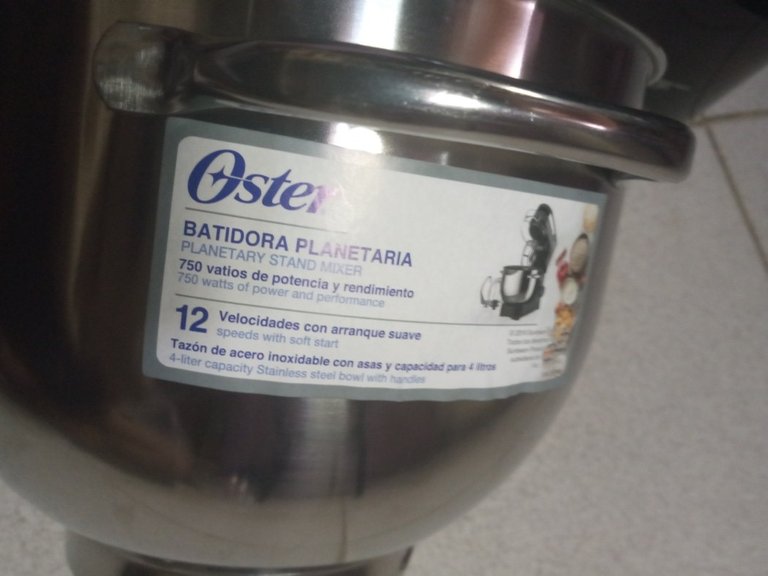 Oster
BATIDORA PLANETARIA
PLANETARY STAND MIXER
750 vatios de potencia y rendimiento
750 watts of power and performance
12 Velocidades con arranque suave
speeds with soft start
Tazón de acero inoxidable con asas y capacidad para 4 litros
4-liter capacity Stainless steel bowl with handles